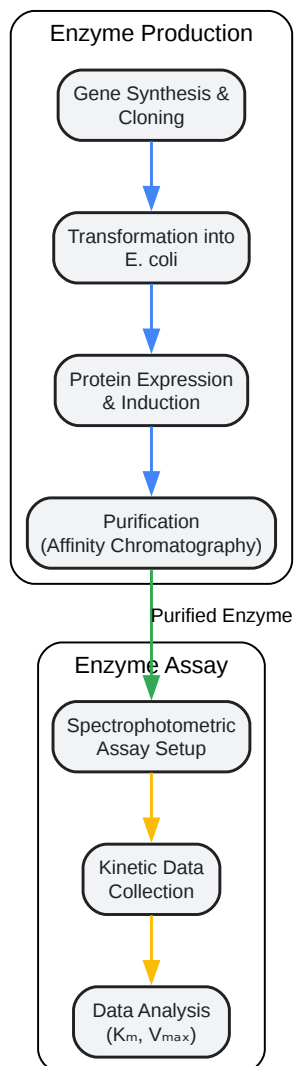 Enzyme Production
Gene Synthesis &
Cloning
Transformation into
E. coli
Protein Expression
& Induction
Purification
(Affinity Chromatography)
Purified Enzyme
Enzyme Assay
Spectrophotometric
Assay Setup
Kinetic Data
Collection
Data Analysis
(Kₘ, Vₘₐₓ)